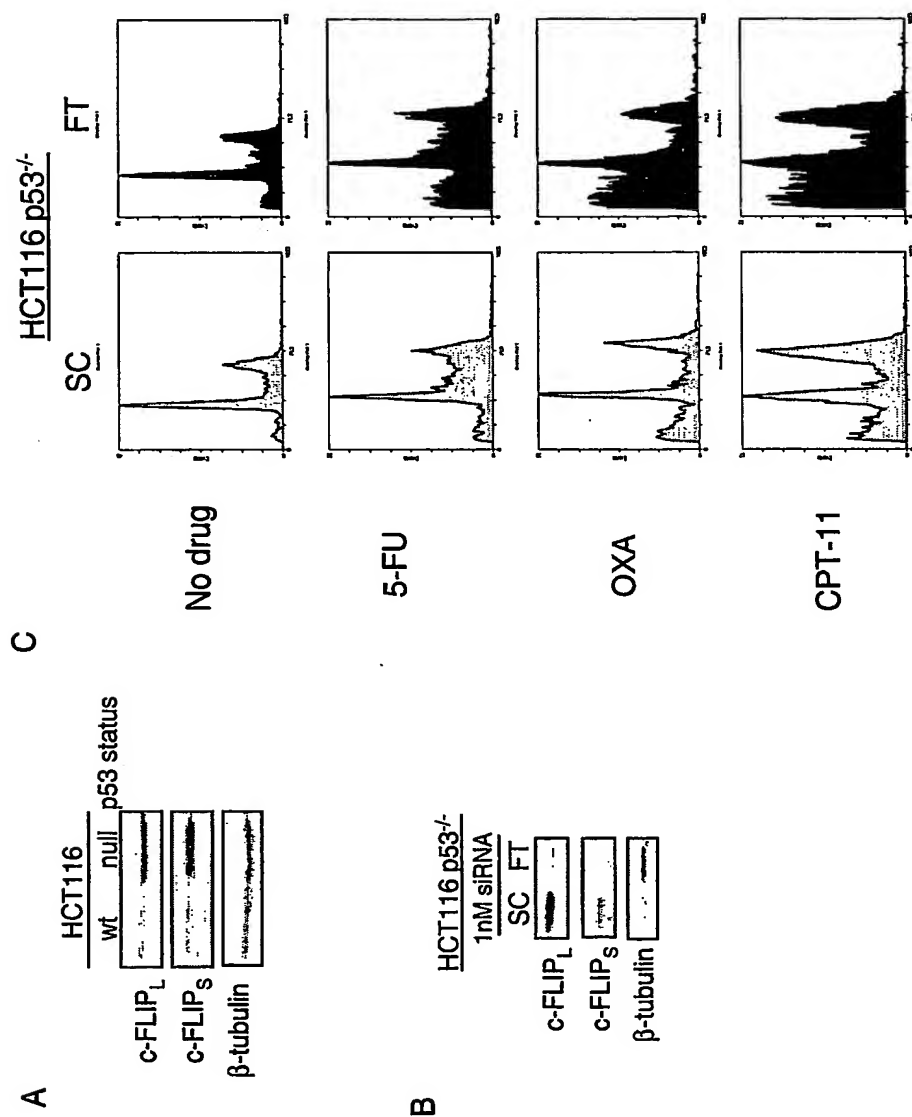 A
HCT116
wt null p53 status
c-FLIPL
c-FLIPS
β-tubulin
B
HCT116 p53-/-
1nM siRNA
SC FT
c-FLIPL
c-FLIPS
β-tubulin
C
HCT116 p53-/-
SC FT
No drug
5-FU
OXA
CPT-11